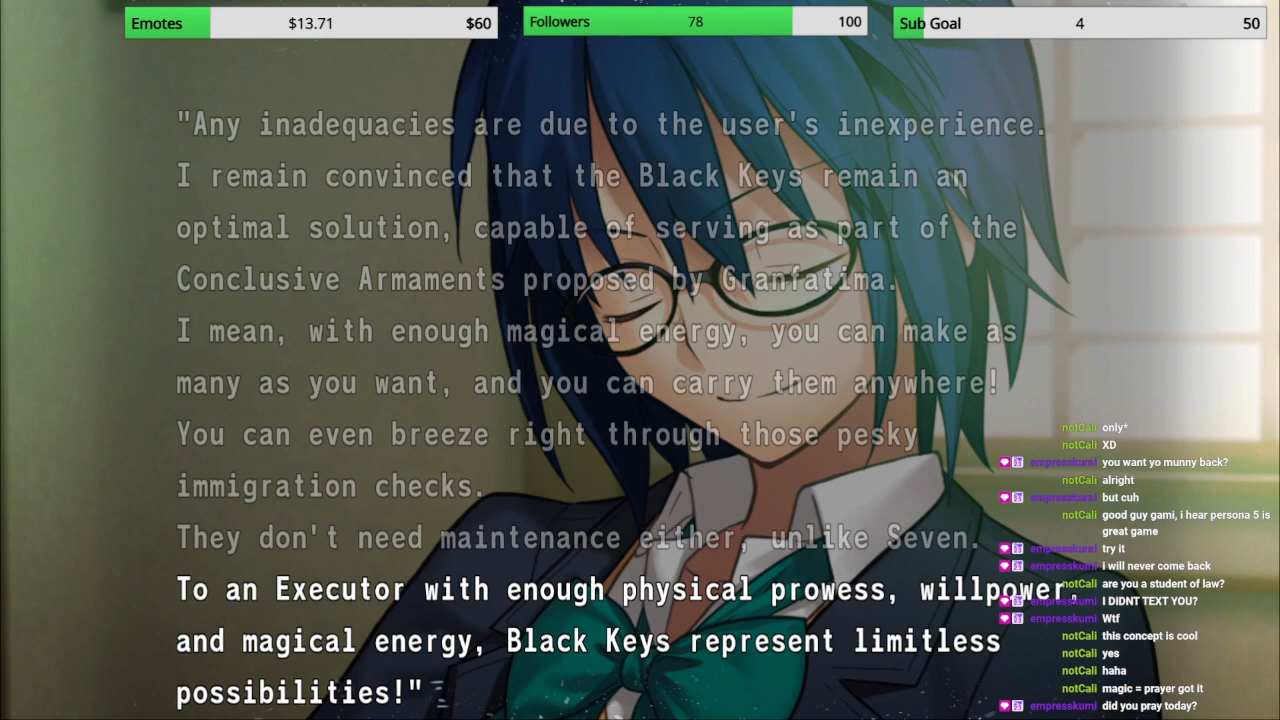 Emotes $13.71 $60
Followers 78 100
Sub Goal 4 50
"Any inadequacies are due to the user's inexperience.
I remain convinced that the Black Keys remain an
optimal solution, capable of serving as part of the
Conclusive Armaments proposed by Granfatima.
I mean, with enough magical energy, you can make as
many as you want, and you can carry them anywhere!
You can even breeze right through those pesky
immigration checks.
They don't need maintenance either, unlike Seven.
To an Executor with enough physical prowess, willpower,
and magical energy, Black Keys represent limitless
possibilities!"
notCali only*
notCali XD
empresskumi you want yo munny back?
notCali alright
empresskumi but cuh
notCali good guy gami, i hear persona 5 is
great game
empresskumi try it
empresskumi i will never come back
notCali are you a student of law?
empresskumi I DIDNT TEXT YOU?
empresskumi Wtf
notCali this concept is cool
notCali yes
notCali haha
notCali magic = prayer got it
empresskumi did you pray today?